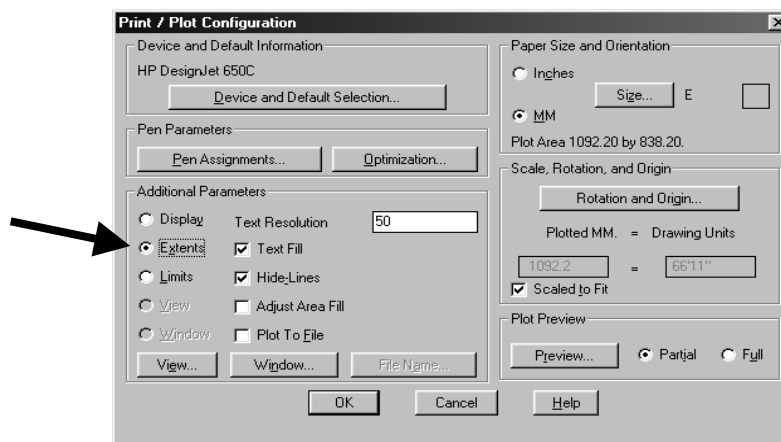 Print / Plot Configuration
Device and Default Information
HP DesignJet 650C
Device and Default Selection...
Pen Parameters
Pen Assignments...
Optimization...
Additional Parameters
Display
Text Resolution
50
Extents
Text Fill
Limits
Hide-Lines
View
Adjust Area Fill
Window
Plot To File
View...
Window...
File Name...
Paper Size and Orientation
Inches
Size...
E
MM
Plot Area 1092.20 by 838.20.
Scale, Rotation, and Origin
Rotation and Origin...
Plotted MM. = Drawing Units
1092.2 = 66'11"
Scaled to Fit
Plot Preview
Preview...
Partial
Full
OK
Cancel
Help